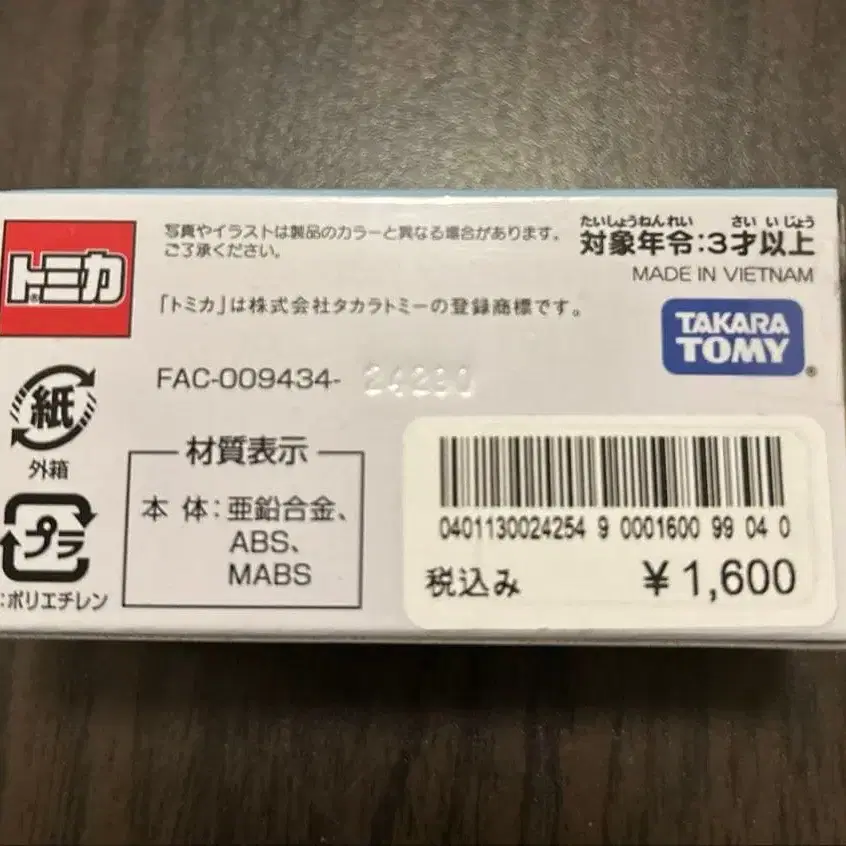 トミカ®
写真やイラストは製品のカラーと異なる場合があります。
ご了承ください。
「トミカ」は株式会社タカラトミーの登録商標です。
たいしょうねんれい さいいじょう
対象年令:3才以上
MADE IN VIETNAM
TAKARA
TOMY®
FAC-009434-
紙
外箱
プラ
:ポリエチレン
材質表示
本 体:亜鉛合金、
ABS、
MABS
0401130024254 9 0001600 99 04 0
税込み ¥1,600